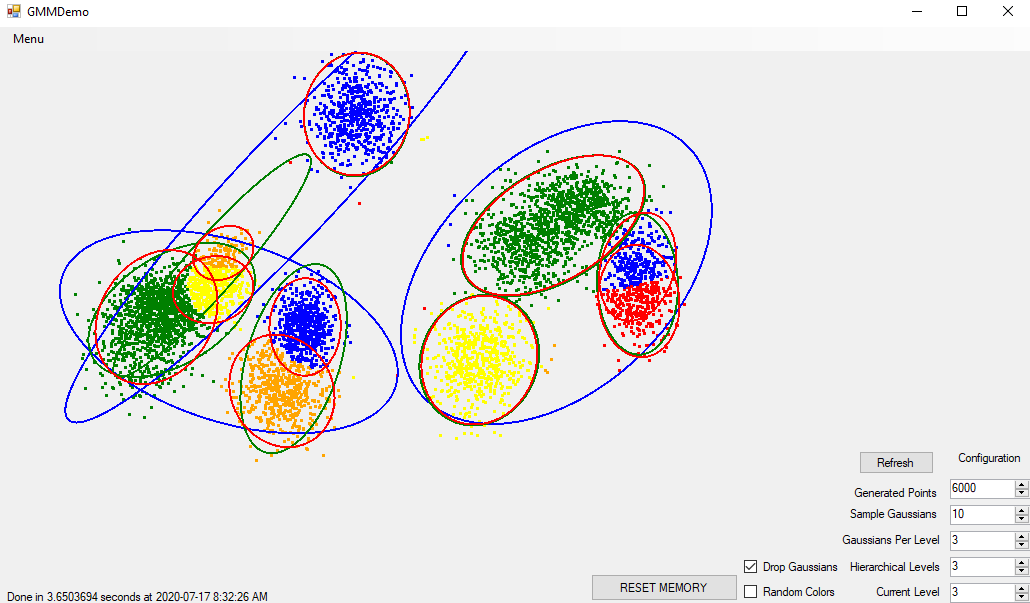 GMMDemo
Menu
Refresh
Configuration
Generated Points 6000
Sample Gaussians 10
Gaussians Per Level 3
Drop Gaussians Hierarchical Levels 3
RESET MEMORY Random Colors Current Level 3
Done in 3.6503694 seconds at 2020-07-17 8:32:26 AM